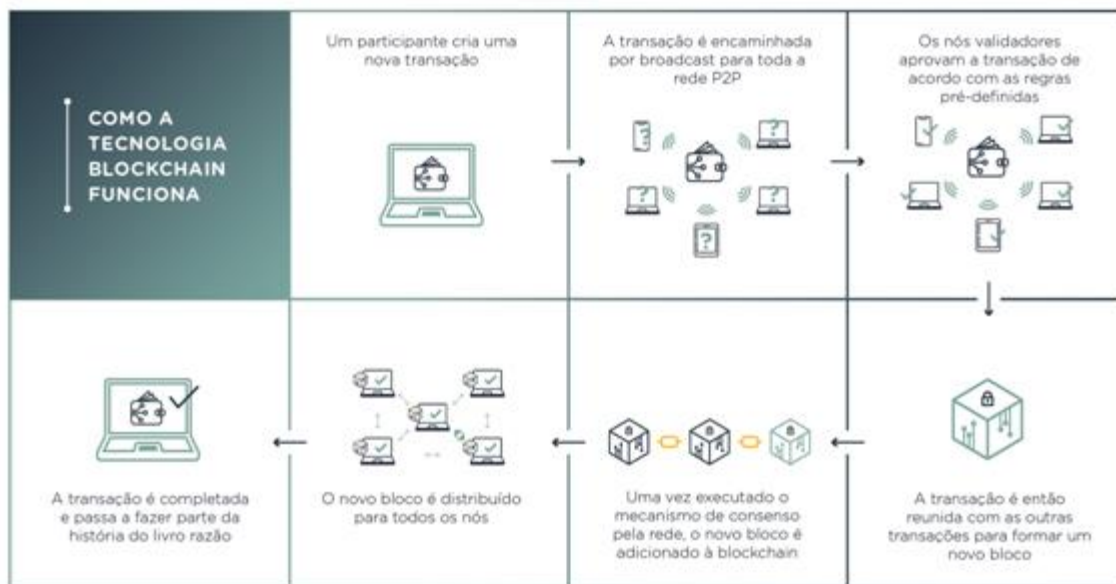 COMO A
TECNOLOGIA
BLOCKCHAIN
FUNCIONA
Um participante cria uma
nova transação
A transação é encaminhada
por broadcast para toda a
rede P2P
Os nós validadores
aprovam a transação de
acordo com as regras
pré-definidas
A transação é então
reunida com as outras
transações para formar um
novo bloco
Uma vez executado o
mecanismo de consenso
pela rede, o novo bloco é
adicionado à blockchain
O novo bloco é distribuído
para todos os nós
A transação é completada
e passa a fazer parte da
história do livro razão